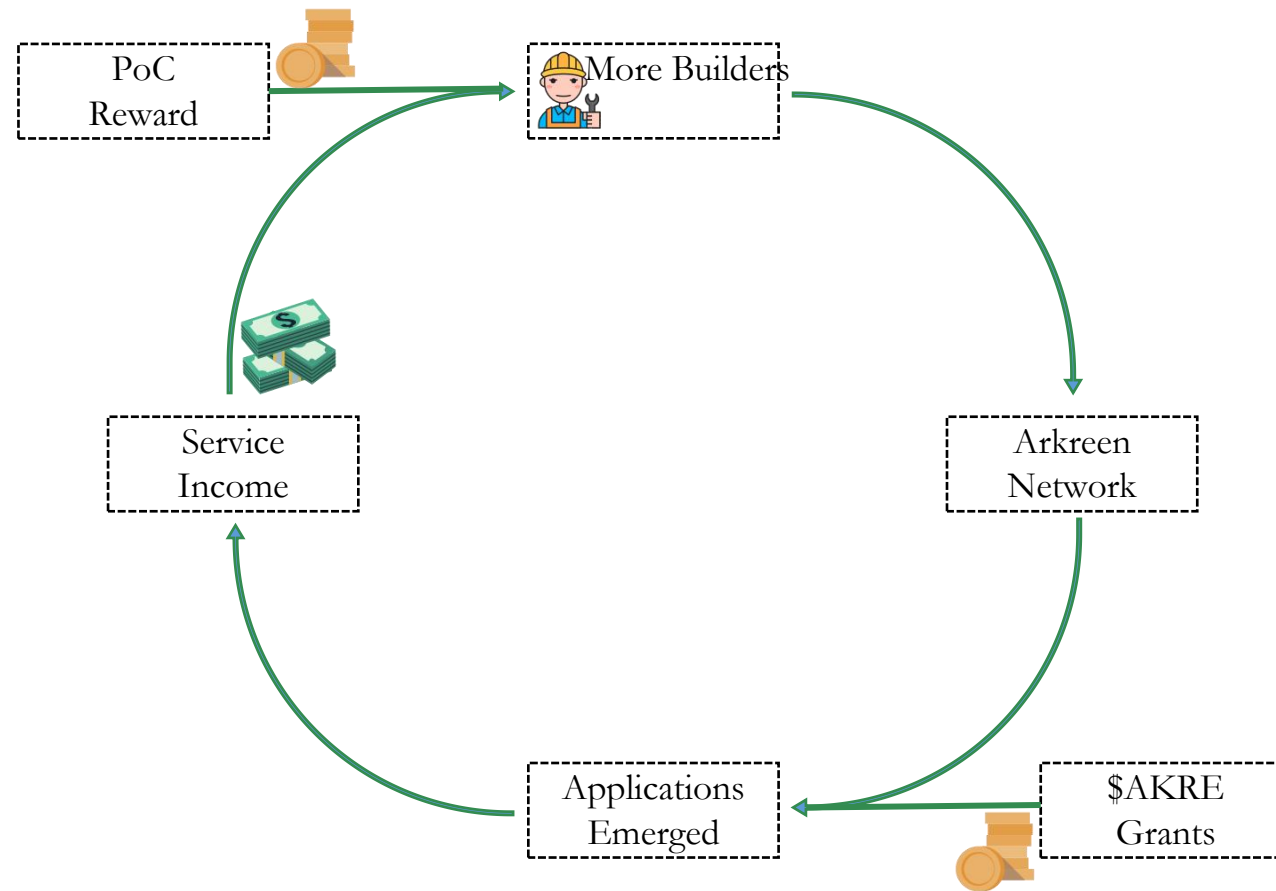 PoC
Reward
More Builders
Service
Income
Arkreen
Network
Applications
Emerged
$AKRE
Grants